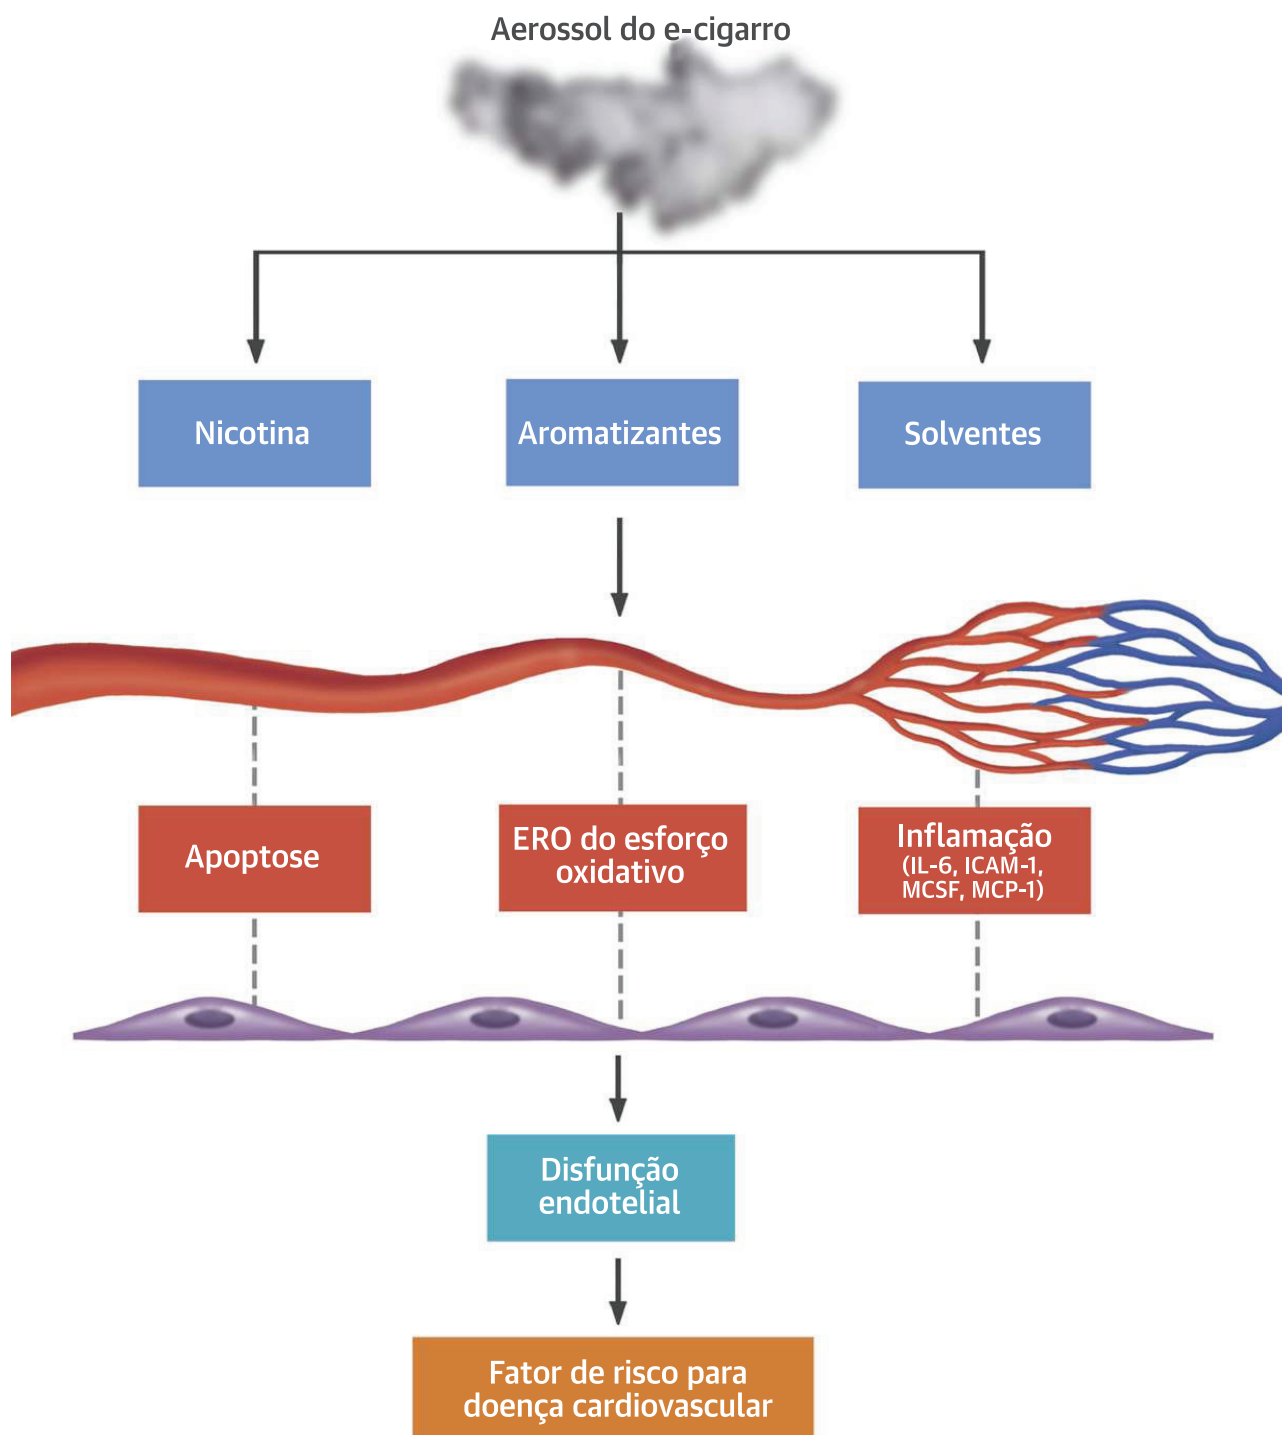 Aerossol do e-cigarro
Nicotina
Aromatizantes
Solventes
Apoptose
ERO do esforço
oxidativo
Inflamação
(IL-6, ICAM-1,
MCSF, MCP-1)
Disfunção
endotelial
Fator de risco para
doença cardiovascular